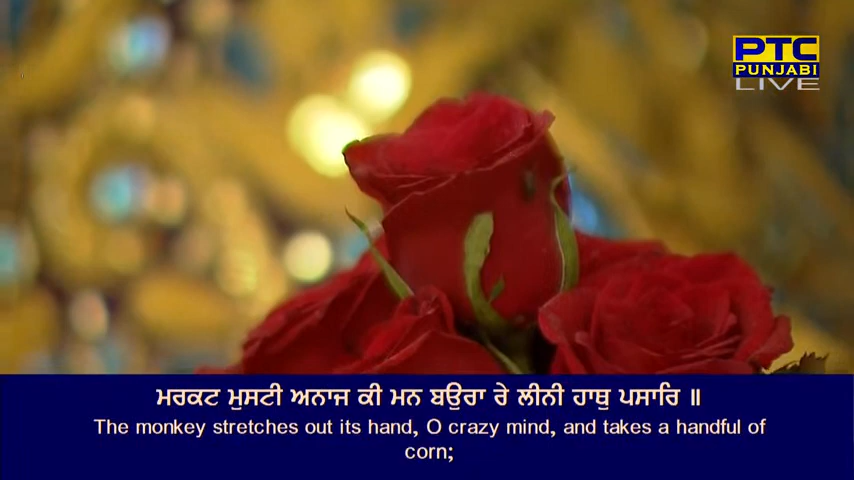 PTC
PUNJABI
LIVE
ਮਰਕਟ ਮੁਸਟੀ ਅਨਾਜ ਕੀ ਮਨ ਬਉਰਾ ਰੇ ਲੀਨੀ ਹਾਥੁ ਪਸਾਰਿ ॥
The monkey stretches out its hand, O crazy mind, and takes a handful of
corn;